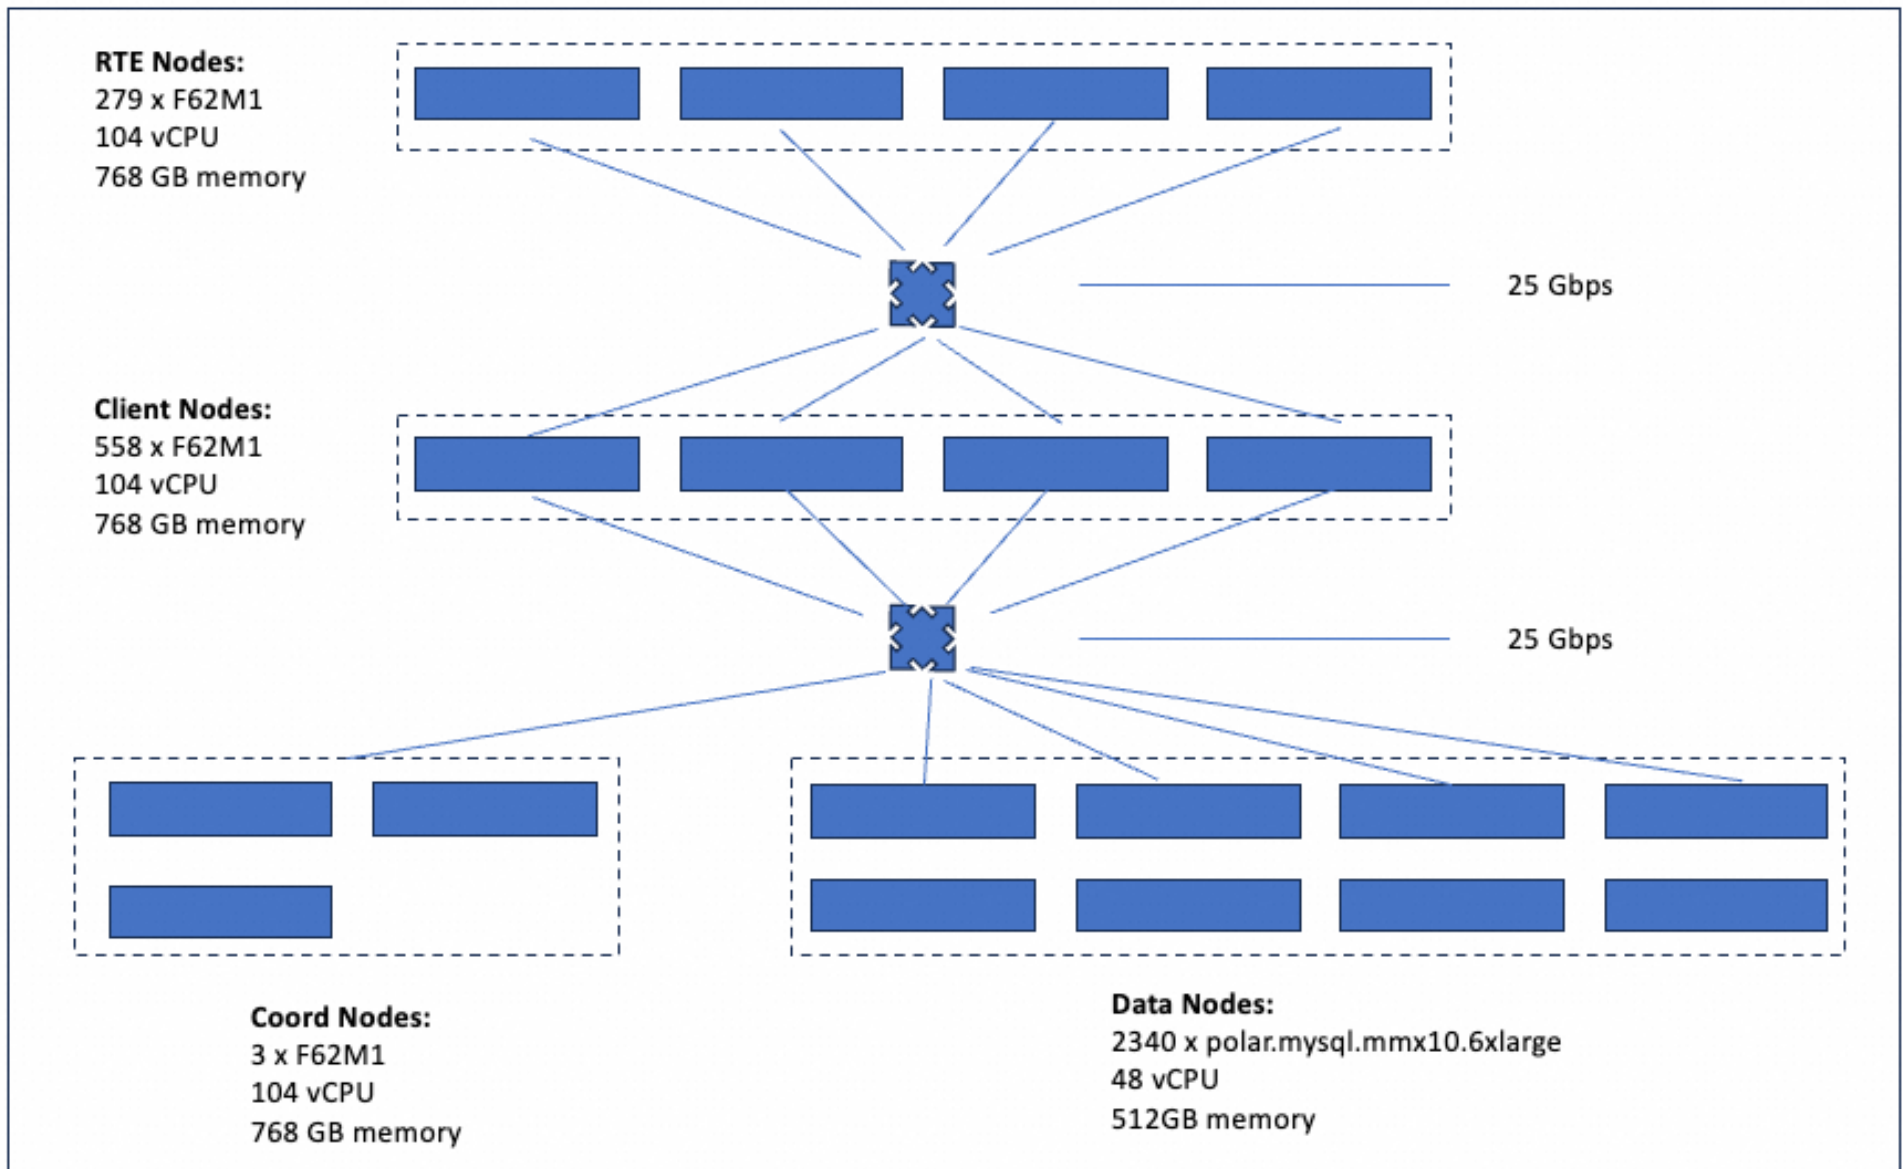 RTE Nodes:
279 x F62M1
104 vCPU
768 GB memory
25 Gbps
Client Nodes:
558 x F62M1
104 vCPU
768 GB memory
25 Gbps
Coord Nodes:
3 x F62M1
104 vCPU
768 GB memory
Data Nodes:
2340 x polar.mysql.mmx10.6xlarge
48 vCPU
512GB memory